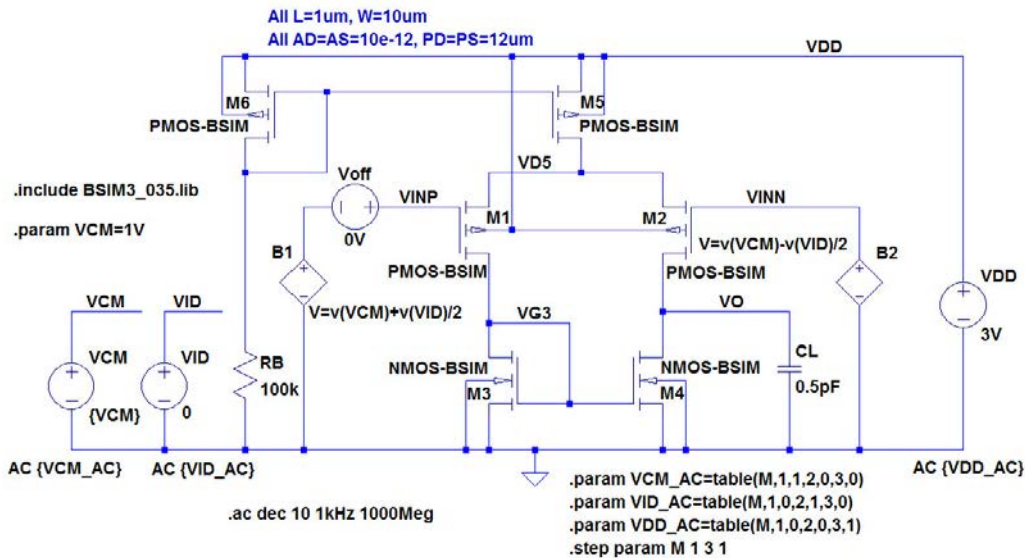 All L=1um, W=10um
All AD=AS=10e-12, PD=PS=12um
VDD
M6
PMOS-BSIM
M5
PMOS-BSIM
.include BSIM3_035.lib
.param VCM=1V
Voff
0V
VINP
VD5
VINN
M1
M2
PMOS-BSIM
PMOS-BSIM
B1
V=v(VCM)+v(VID)/2
V=v(VCM)-v(VID)/2
B2
VDD
3V
VCM
VID
VCM
VID
{VCM}
0
RB
100k
VG3
VO
NMOS-BSIM
M3
NMOS-BSIM
M4
CL
0.5pF
AC {VCM_AC}
AC {VID_AC}
AC {VDD_AC}
.ac dec 10 1kHz 1000Meg
.param VCM_AC=table(M,1,1,2,0,3,0)
.param VID_AC=table(M,1,0,2,1,3,0)
.param VDD_AC=table(M,1,0,2,0,3,1)
.step param M 1 3 1